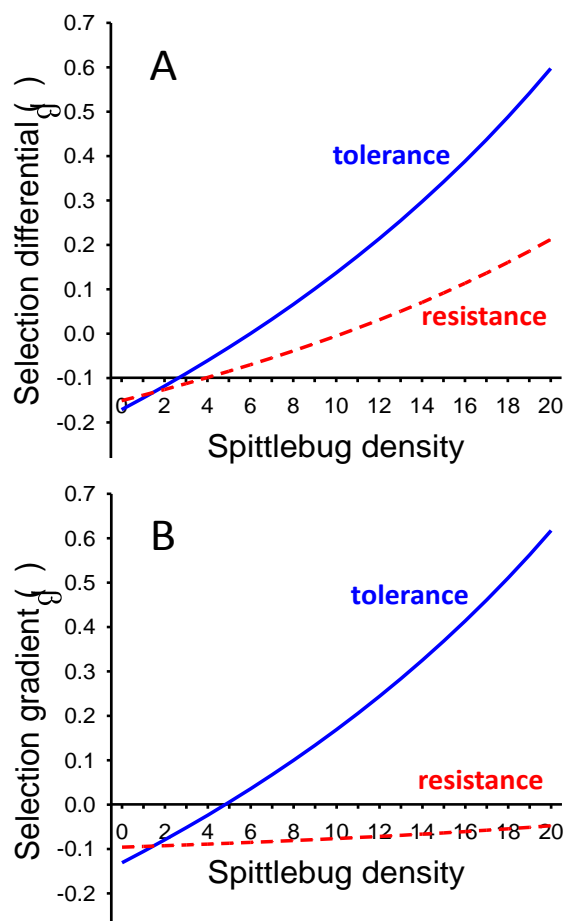 A
0.7
0.6
0.5
0.4
0.3
0.2
0.1
0.0
-0.1
-0.2
Selection differential (β)
tolerance
resistance
0 2 4 6 8 10 12 14 16 18 20
Spittlebug density
B
0.7
0.6
0.5
0.4
0.3
0.2
0.1
0.0
-0.1
-0.2
Selection gradient (β)
tolerance
resistance
0 2 4 6 8 10 12 14 16 18 20
Spittlebug density